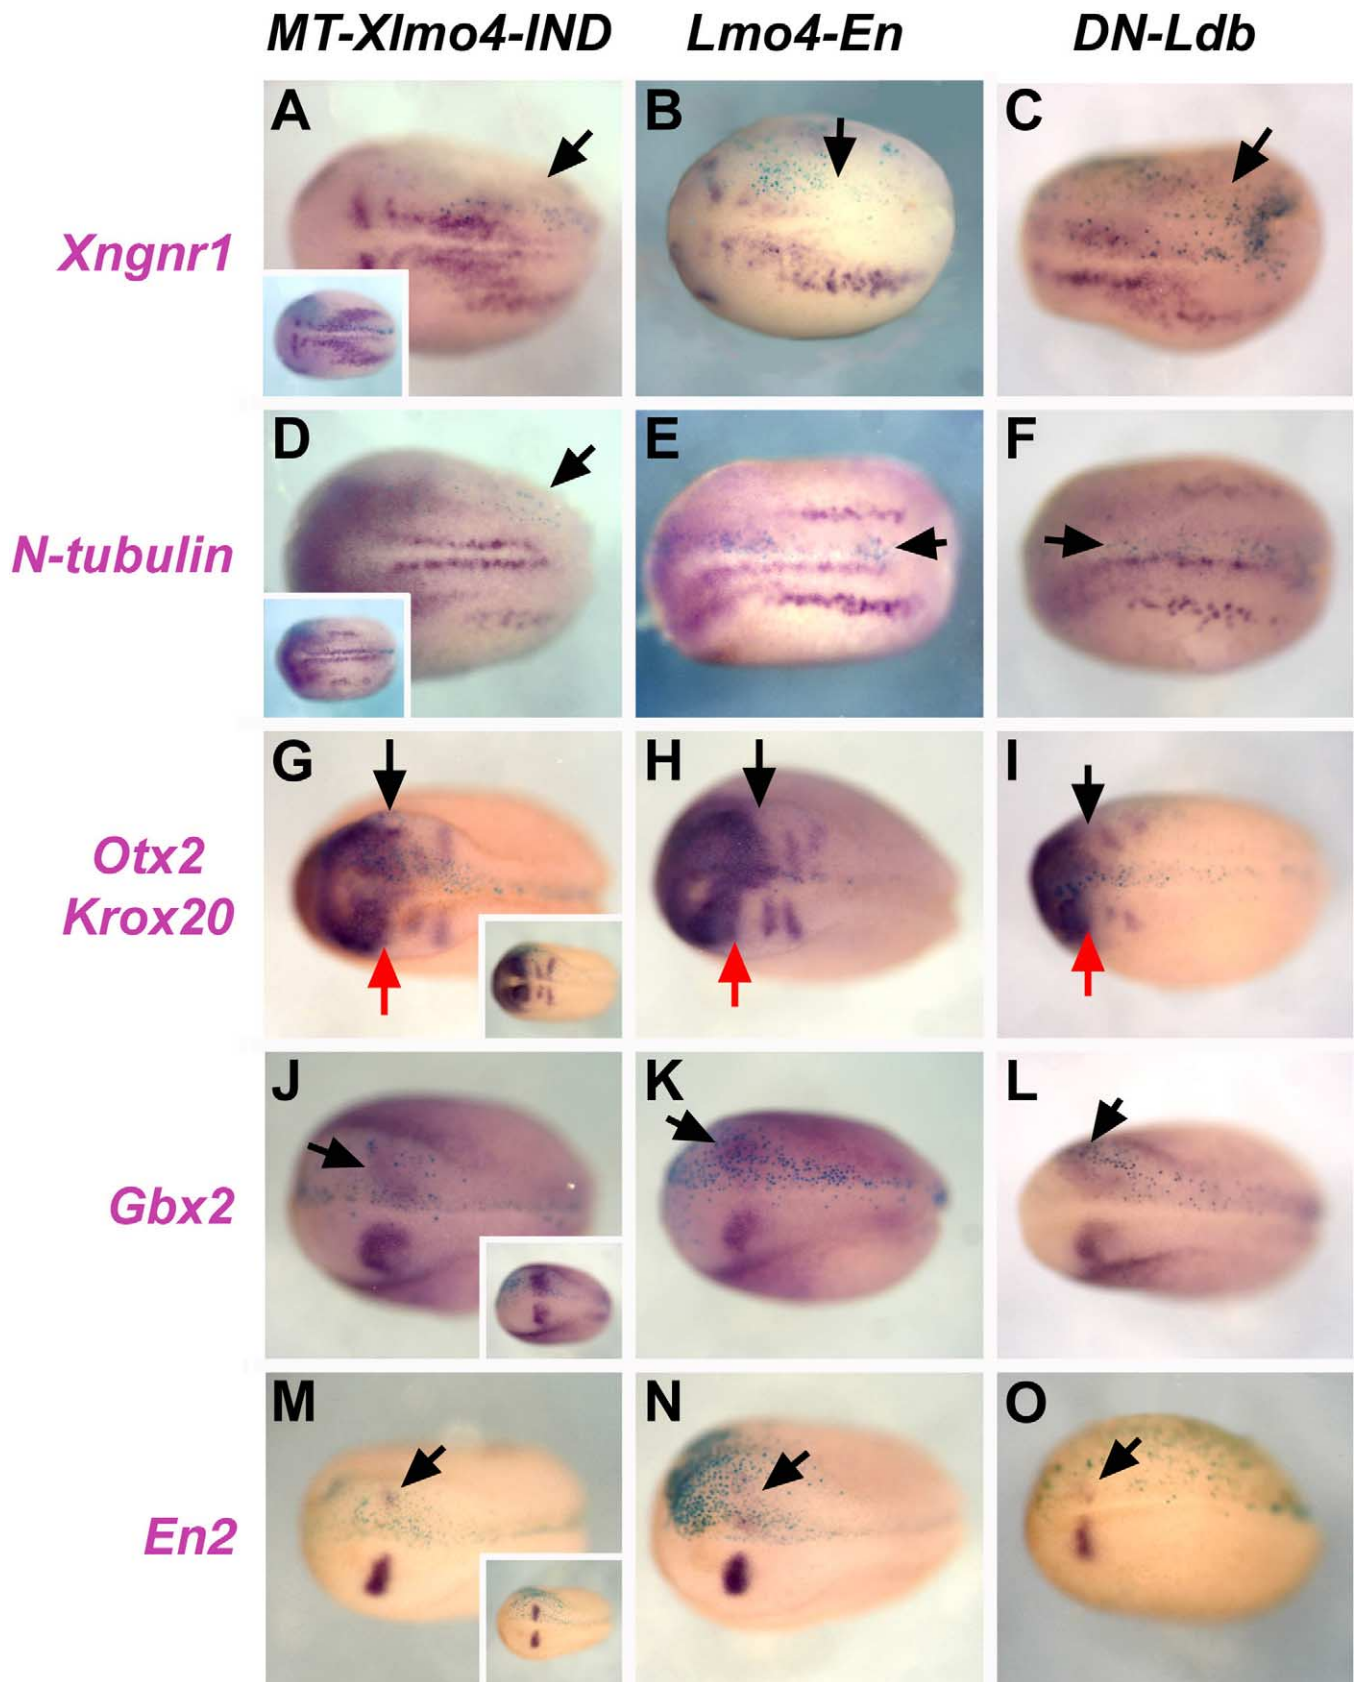 MT-Xlmo4-IND Lmo4-En DN-Ldb
A B C
Xngnr1
D E F
N-tubulin
G H I
Otx2
Krox20
J K L
Gbx2
M N O
En2